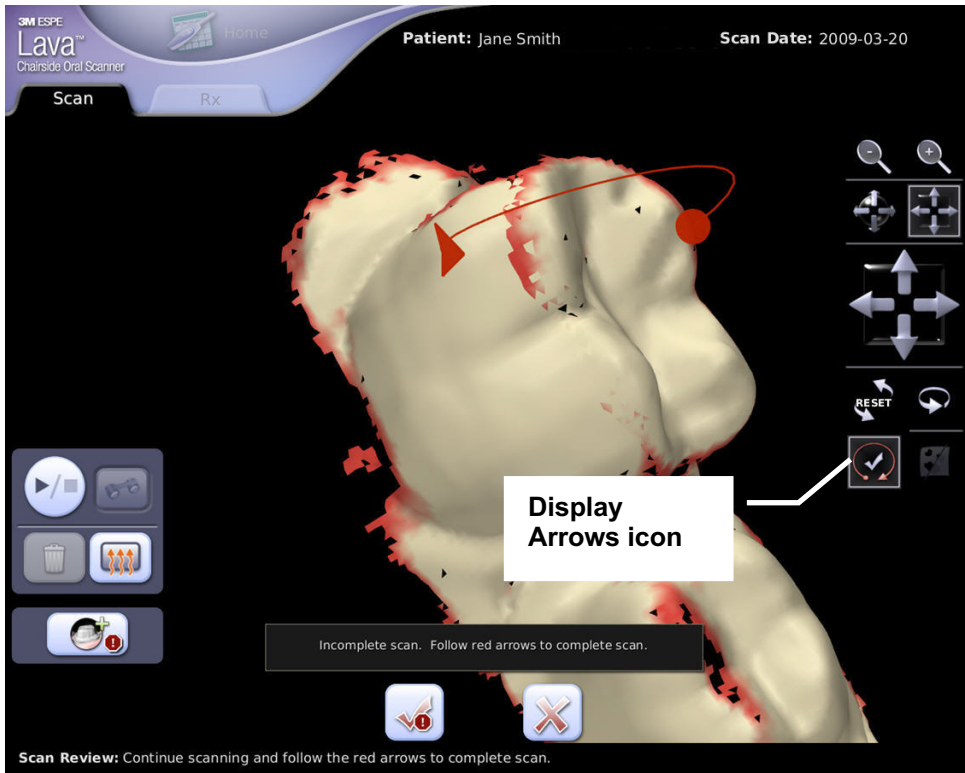 3M ESPE
Lava™
Chairside Oral Scanner
Home
Patient: Jane Smith
Scan Date: 2009-03-20
Scan
Rx
RESET
Display
Arrows icon
Incomplete scan. Follow red arrows to complete scan.
Scan Review: Continue scanning and follow the red arrows to complete scan.